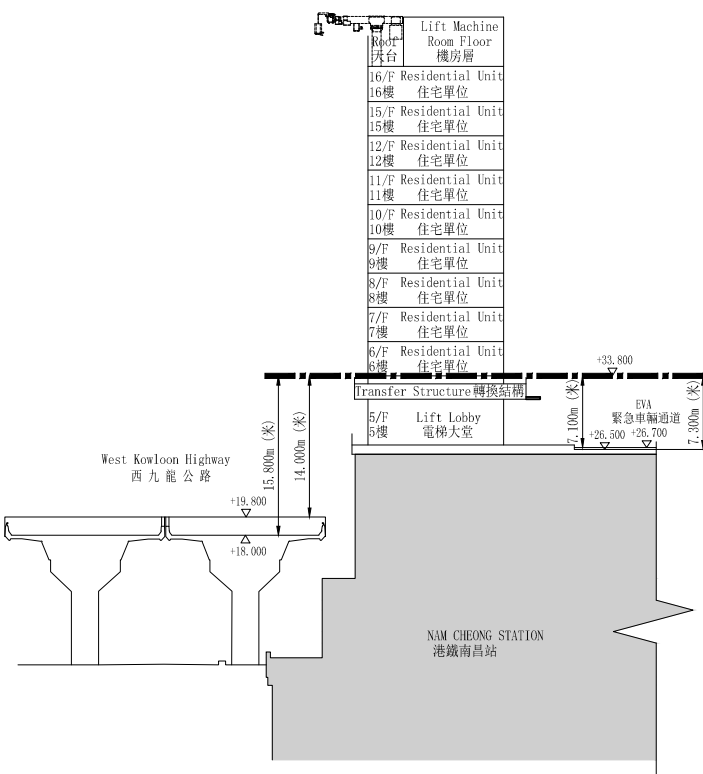 Lift Machine
Roof Room Floor
天台 機房層
16/F Residential Unit
16樓 住宅單位
15/F Residential Unit
15樓 住宅單位
12/F Residential Unit
12樓 住宅單位
11/F Residential Unit
11樓 住宅單位
10/F Residential Unit
10樓 住宅單位
9/F Residential Unit
9樓 住宅單位
8/F Residential Unit
8樓 住宅單位
7/F Residential Unit
7樓 住宅單位
6/F Residential Unit
6樓 住宅單位
+33.800
Transfer Structure 轉換結構
5/F Lift Lobby
5樓 電梯大堂
7.100m (米)
EVA
緊急車輛通道
+26.500 +26.700
7.300m (米)
West Kowloon Highway
西九龍公路
15.800m (米)
14.000m (米)
+19.800
+18.000
NAM CHEONG STATION
港鐵南昌站